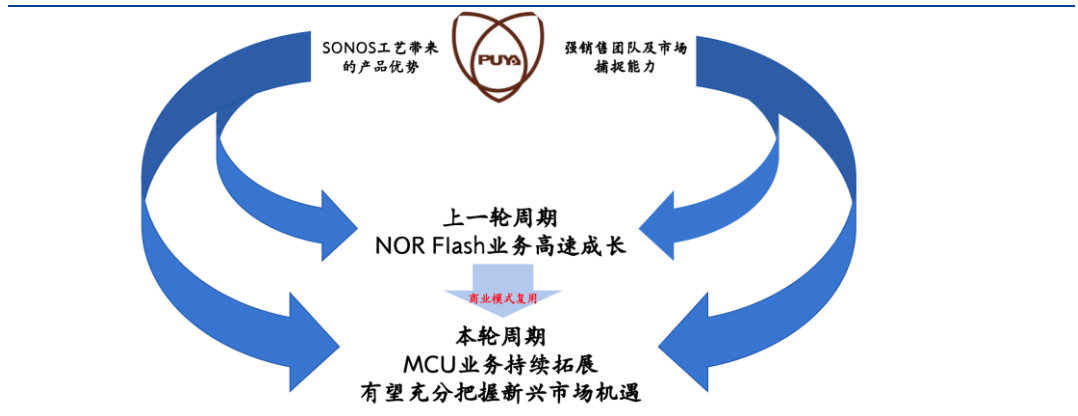 SONOS工艺带来
的产品优势
PUYA
强销售团队及市场
捕捉能力
上一轮周期
NOR Flash业务高速成长
商业模式复用
本轮周期
MCU业务持续拓展
有望充分把握新兴市场机遇